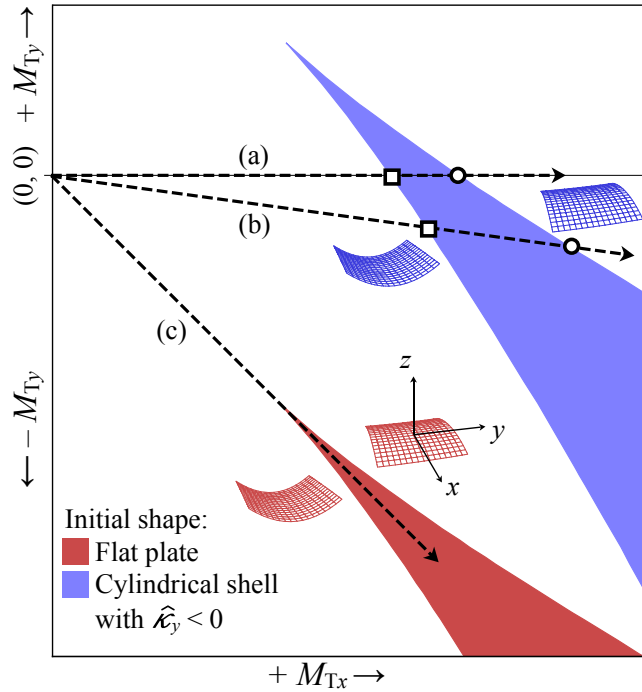 (0, 0) + M_Ty →
← − M_Ty
(a)
(b)
(c)
z
y
x
Initial shape:
Flat plate
Cylindrical shell
with κ̂_y < 0
+ M_Tx →